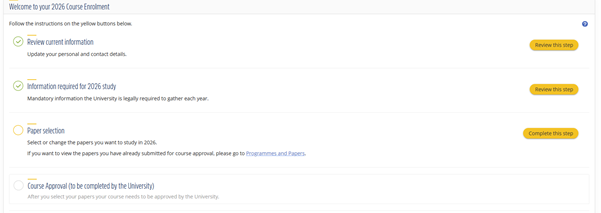 Welcome to your 2026 Course Enrolment
Follow the instructions on the yellow buttons below.
?
Review current information
Update your personal and contact details.
Review this step
Information required for 2026 study
Mandatory information the University is legally required to gather each year.
Review this step
Paper selection
Select or change the papers you want to study in 2026.
If you want to view the papers you have already submitted for course approval, please go to Programmes and Papers.
Complete this step
Course Approval (to be completed by the University)
After you select your papers your course needs to be approved by the University.